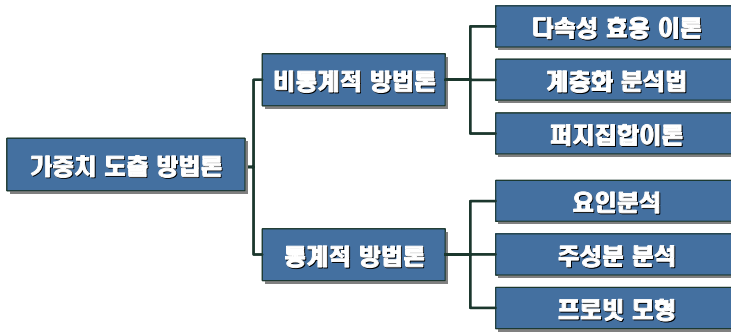 가중치 도출 방법론
비통계적 방법론
다속성 효용 이론
계층화 분석법
퍼지집합이론
통계적 방법론
요인분석
주성분 분석
프로빗 모형